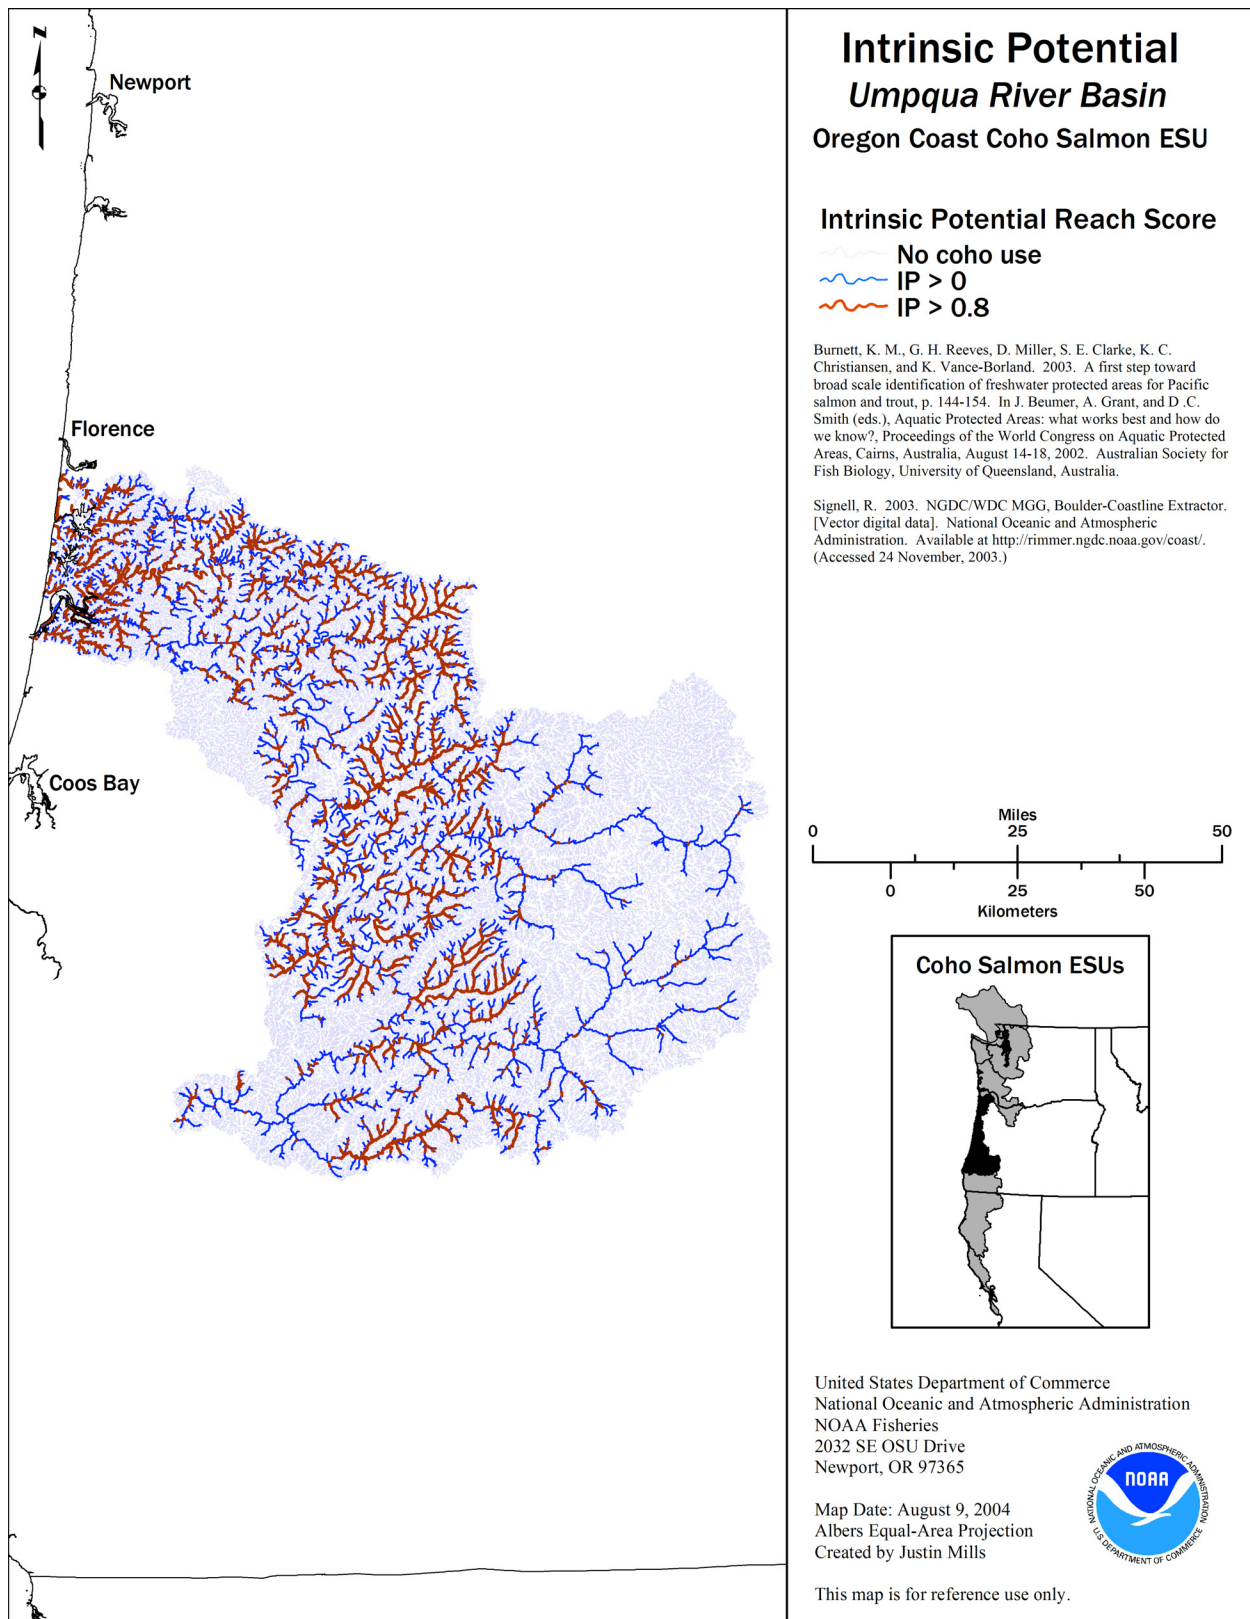 N
Newport
Florence
Coos Bay
Intrinsic Potential
Umpqua River Basin
Oregon Coast Coho Salmon ESU
Intrinsic Potential Reach Score
No coho use
IP > 0
IP > 0.8
Burnett, K. M., G. H. Reeves, D. Miller, S. E. Clarke, K. C.
Christiansen, and K. Vance-Borland.  2003.  A first step toward
broad scale identification of freshwater protected areas for Pacific
salmon and trout, p. 144-154.  In J. Beumer, A. Grant, and D .C.
Smith (eds.), Aquatic Protected Areas: what works best and how do
we know?, Proceedings of the World Congress on Aquatic Protected
Areas, Cairns, Australia, August 14-18, 2002.  Australian Society for
Fish Biology, University of Queensland, Australia.
Signell, R.  2003.  NGDC/WDC MGG, Boulder-Coastline Extractor.
[Vector digital data].  National Oceanic and Atmospheric
Administration.  Available at http://rimmer.ngdc.noaa.gov/coast/.
(Accessed 24 November, 2003.)
Miles
0 25 50
0 25 50
Kilometers
Coho Salmon ESUs
United States Department of Commerce
National Oceanic and Atmospheric Administration
NOAA Fisheries
2032 SE OSU Drive
Newport, OR 97365
Map Date: August 9, 2004
Albers Equal-Area Projection
Created by Justin Mills
This map is for reference use only.
NATIONAL OCEANIC AND ATMOSPHERIC ADMINISTRATION
NOAA
U.S. DEPARTMENT OF COMMERCE